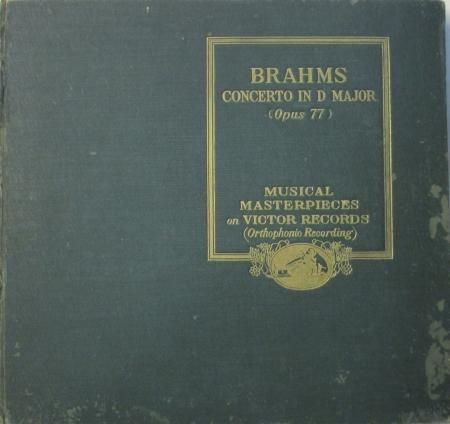 BRAHMS
CONCERTO IN D MAJOR
(Opus 77)
MUSICAL
MASTERPIECES
on VICTOR RECORDS
(Orthophonic Recording)